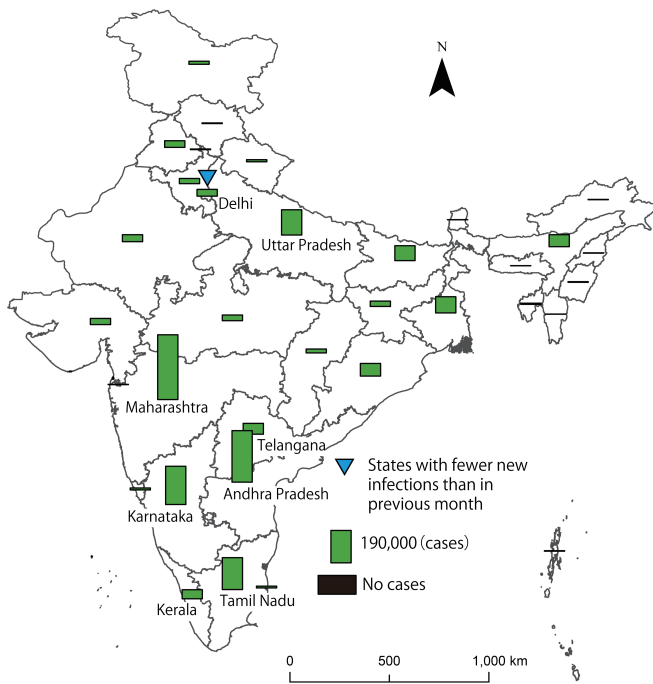 N
Delhi
Uttar Pradesh
Maharashtra
Telangana
Andhra Pradesh
Karnataka
Kerala
Tamil Nadu
States with fewer new
infections than in
previous month
190,000 (cases)
No cases
0 500 1,000 km